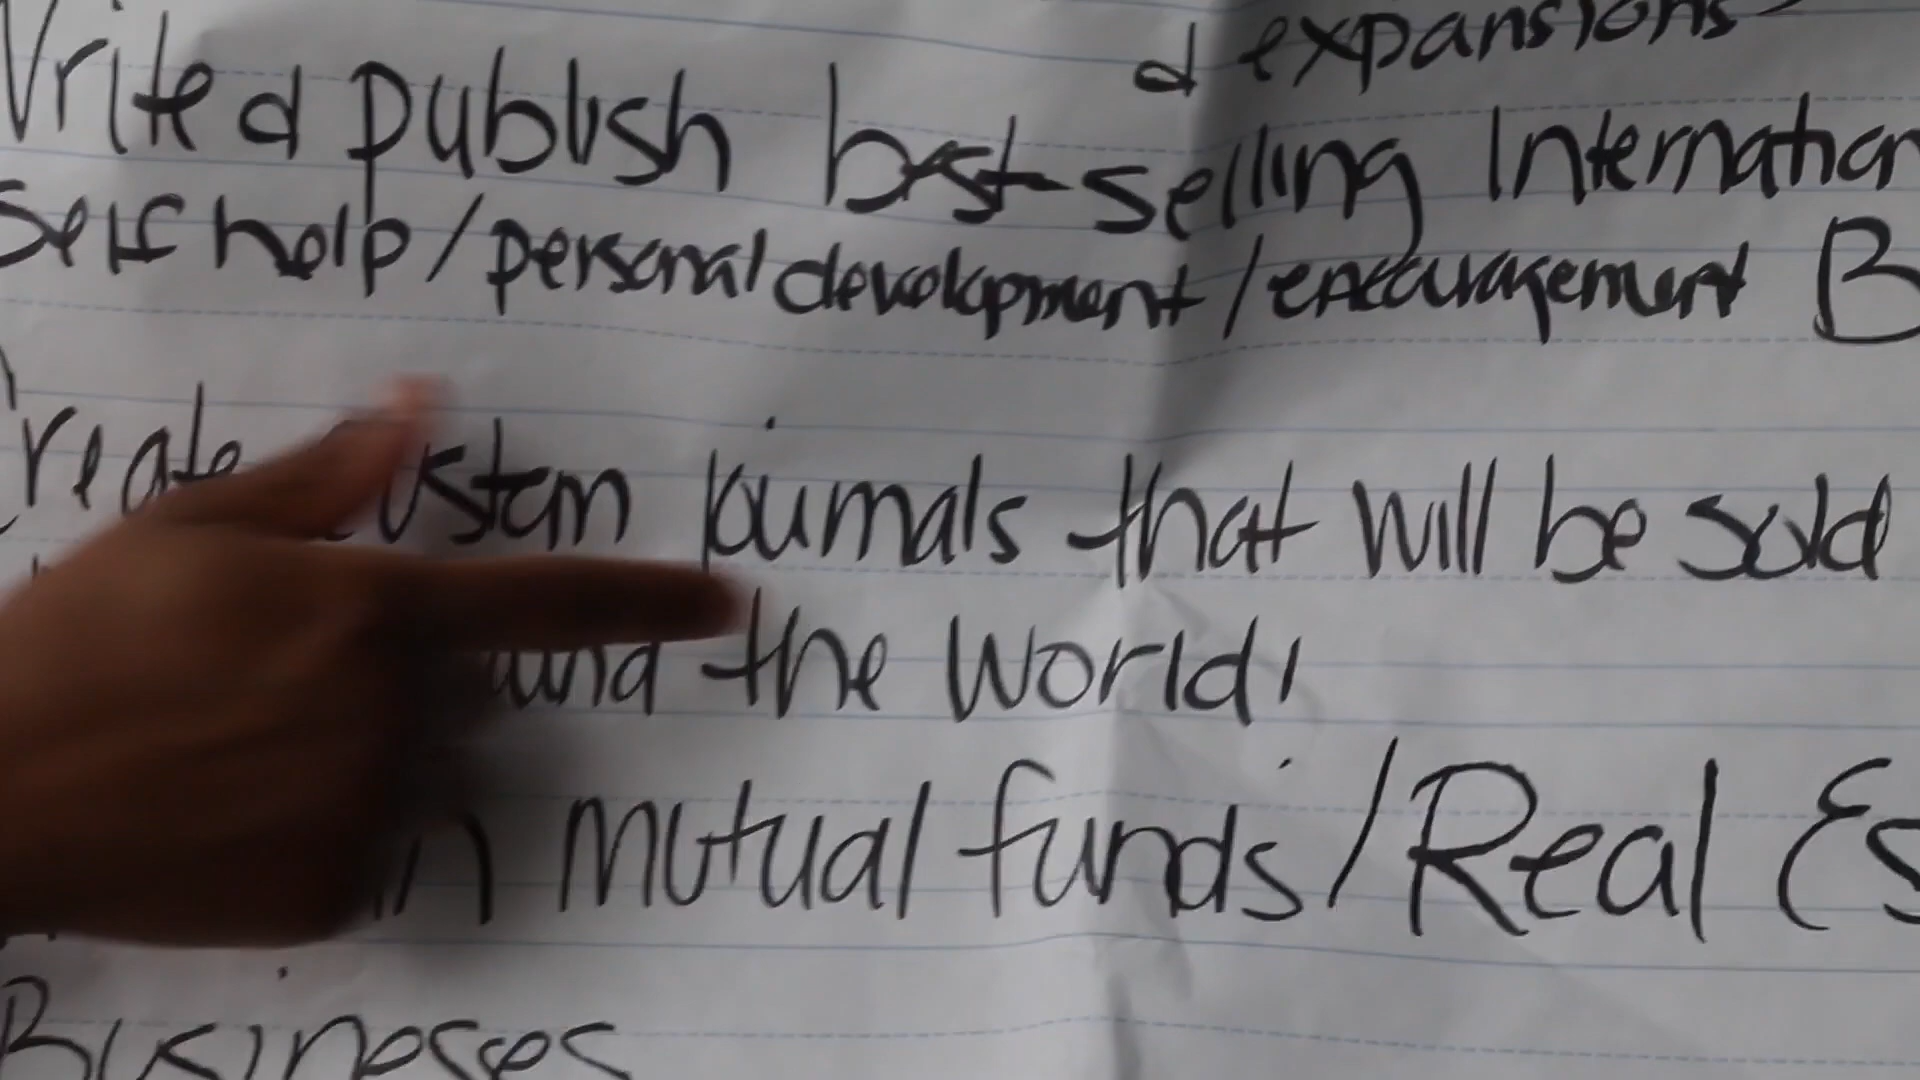 & expansions
Write & publish best-selling Internation
Self help/personal development/encouragement B
Create custom journals that will be sold
the world!
in mutual funds/Real Es
Businesses